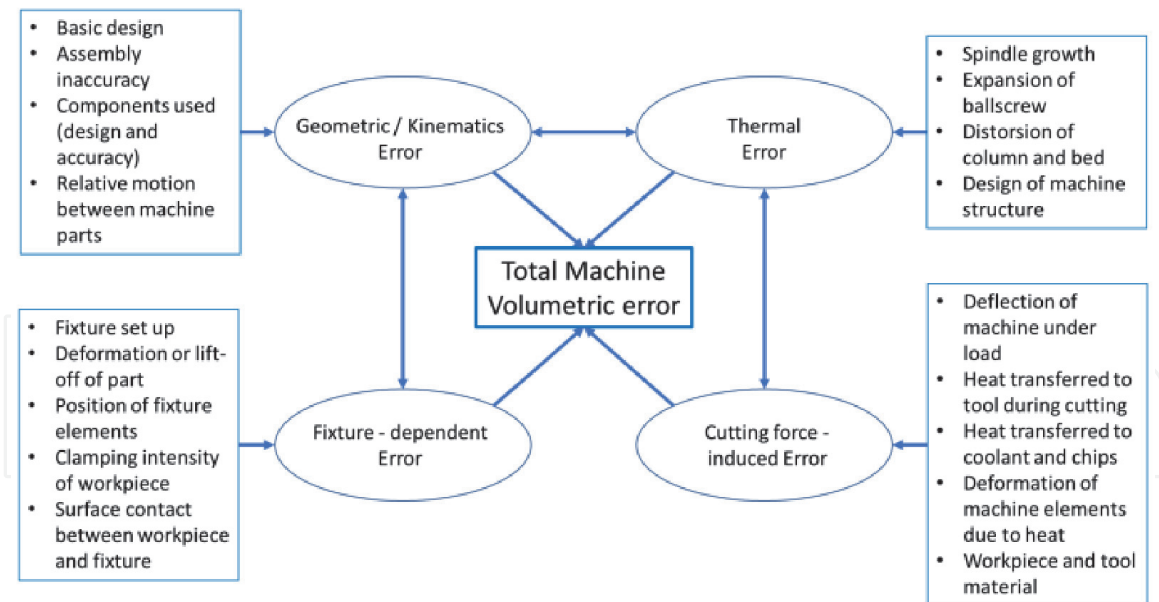 • Basic design
• Assembly
inaccuracy
• Components used
(design and
accuracy)
• Relative motion
between machine
parts
Geometric / Kinematics
Error
Thermal
Error
• Spindle growth
• Expansion of
ballscrew
• Distorsion of
column and bed
• Design of machine
structure
Total Machine
Volumetric error
• Fixture set up
• Deformation or lift-
off of part
• Position of fixture
elements
• Clamping intensity
of workpiece
• Surface contact
between workpiece
and fixture
Fixture - dependent
Error
Cutting force -
induced Error
• Deflection of
machine under
load
• Heat transferred to
tool during cutting
• Heat transferred to
coolant and chips
• Deformation of
machine elements
due to heat
• Workpiece and tool
material